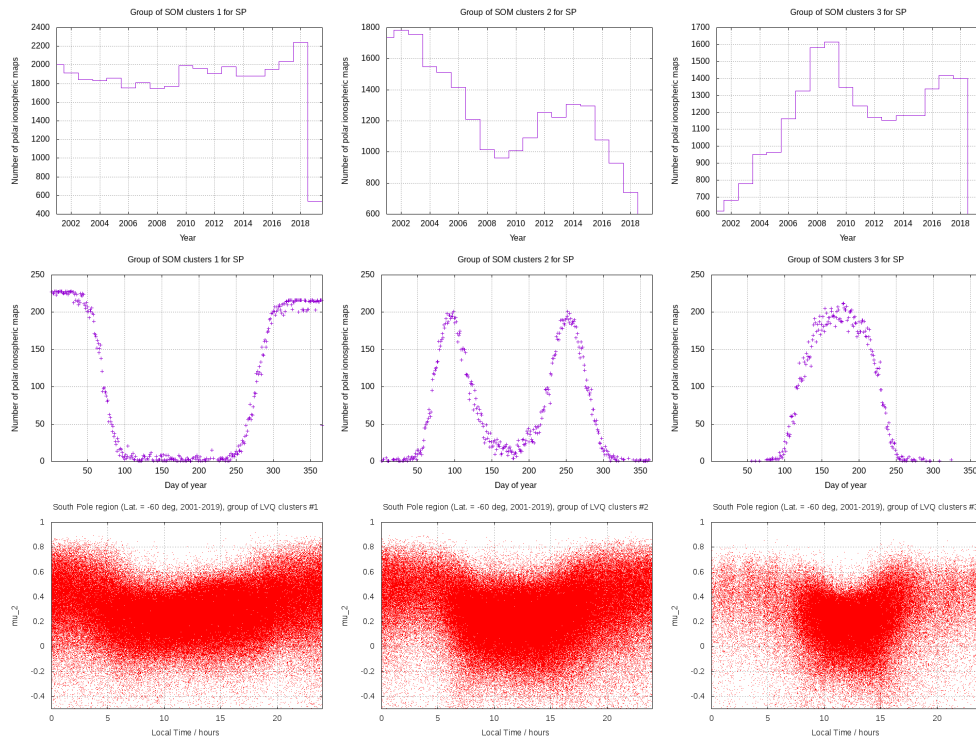 Group of SOM clusters 1 for SP
Number of polar ionospheric maps
2400
2200
2000
1800
1600
1400
1200
1000
800
600
400
2002 2004 2006 2008 2010 2012 2014 2016 2018
Year
Group of SOM clusters 2 for SP
Number of polar ionospheric maps
1800
1600
1400
1200
1000
800
600
2002 2004 2006 2008 2010 2012 2014 2016 2018
Year
Group of SOM clusters 3 for SP
Number of polar ionospheric maps
1700
1600
1500
1400
1300
1200
1100
1000
900
800
700
600
2002 2004 2006 2008 2010 2012 2014 2016 2018
Year
Group of SOM clusters 1 for SP
Number of polar ionospheric maps
250
200
150
100
50
0
50 100 150 200 250 300 350
Day of year
Group of SOM clusters 2 for SP
Number of polar ionospheric maps
250
200
150
100
50
0
50 100 150 200 250 300 350
Day of year
Group of SOM clusters 3 for SP
Number of polar ionospheric maps
250
200
150
100
50
0
50 100 150 200 250 300 350
Day of year
South Pole region (Lat. = -60 deg, 2001-2019), group of LVQ clusters #1
mu_2
1
0.8
0.6
0.4
0.2
0
-0.2
-0.4
0 5 10 15 20
Local Time / hours
South Pole region (Lat. = -60 deg, 2001-2019), group of LVQ clusters #2
mu_2
1
0.8
0.6
0.4
0.2
0
-0.2
-0.4
0 5 10 15 20
Local Time / hours
South Pole region (Lat. = -60 deg, 2001-2019), group of LVQ clusters
mu_2
1
0.8
0.6
0.4
0.2
0
-0.2
-0.4
0 5 10 15 20
Local Time / hours